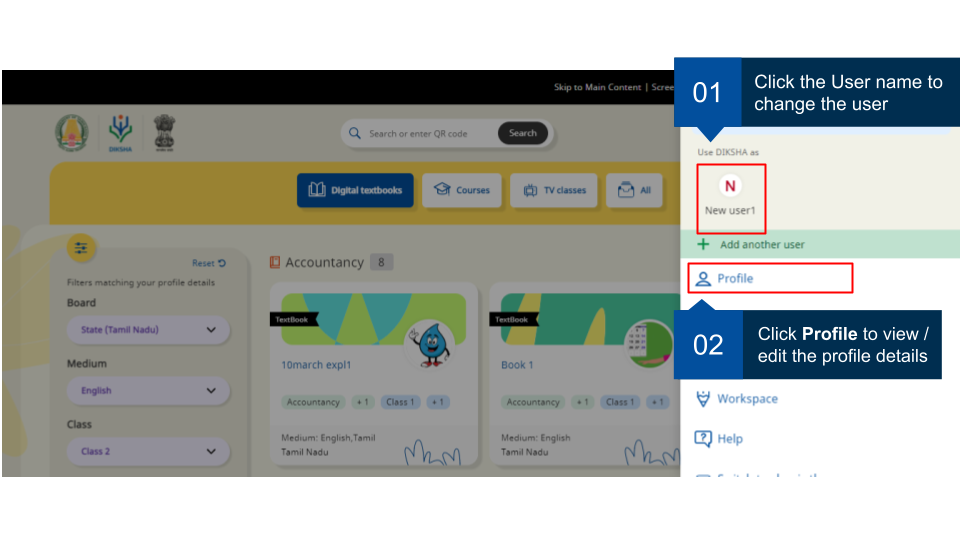 Skip to Main Content | Scree
01
Click the User name to
change the user
DIKSHA
Search or enter QR code
Search
Use DIKSHA as
N
New user1
Digital textbooks
Courses
TV classes
All
+ Add another user
Reset
Accountancy 8
Profile
Filters matching your profile details
Board
State (Tamil Nadu)
Medium
English
Class
Class 2
TextBook
10march expl1
Accountancy + 1 Class 1 + 1
Medium: English,Tamil
Tamil Nadu
TextBook
Book 1
Accountancy + 1 Class 1 + 1
Medium: English
Tamil Nadu
02
Click Profile to view /
edit the profile details
Workspace
Help